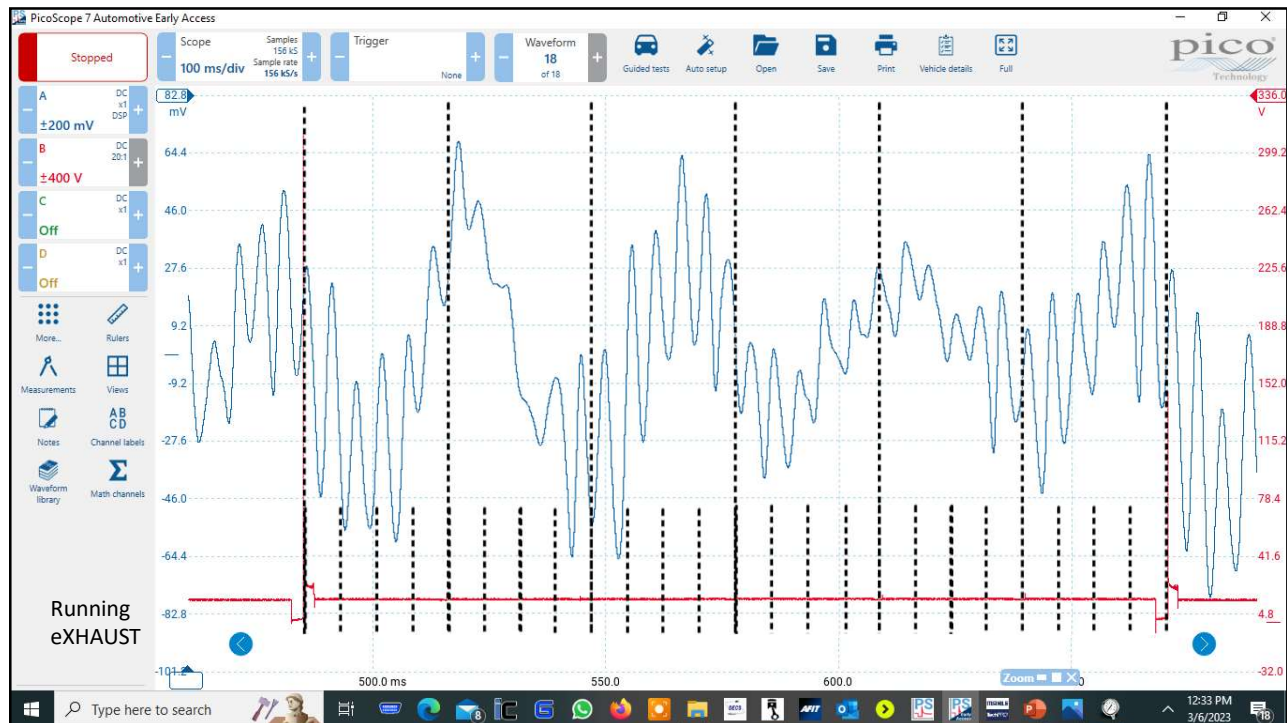 PicoScope 7 Automotive Early Access
Stopped
Scope
100 ms/div
Samples
156 kS
Sample rate
156 kS/s
Trigger
None
Waveform
18
of 18
Guided tests
Auto setup
Open
Save
Print
Vehicle details
Full
pico
Technology
A
DC
x1
DSP
±200 mV
B
DC
20:1
±400 V
C
DC
x1
Off
D
DC
x1
Off
More...
Rulers
Measurements
Views
Notes
Channel labels
Waveform library
Math channels
Running
eXHAUST
82.8
mV
64.4
46.0
27.6
9.2
-9.2
-27.6
-46.0
-64.4
-82.8
-101.2
336.0
V
299.2
262.4
225.6
188.8
152.0
115.2
78.4
41.6
4.8
-32.0
500.0 ms
550.0
600.0
Zoom
Type here to search
12:33 PM
3/6/2023